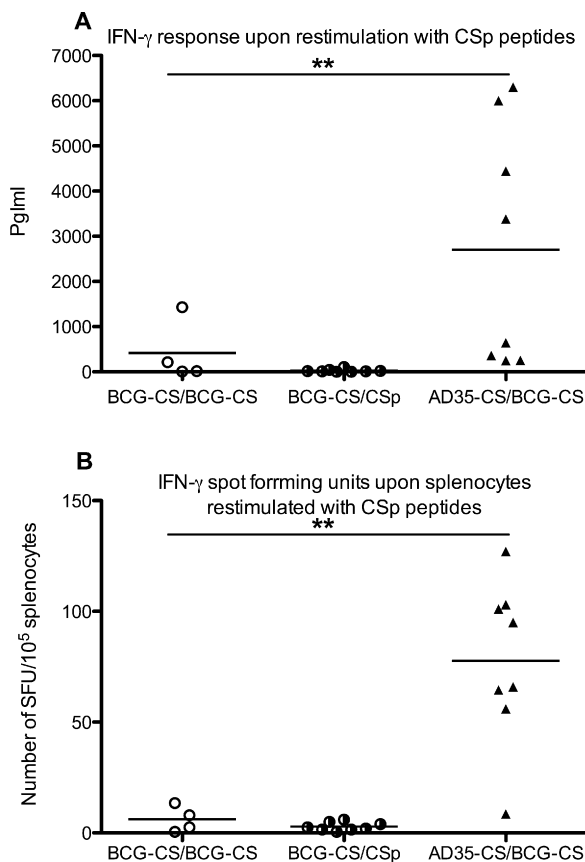 A
IFN-γ response upon restimulation with CSp peptides
**
7000
6000
5000
4000
3000
2000
1000
0
Pglml
BCG-CS/BCG-CS BCG-CS/CSp AD35-CS/BCG-CS
B
IFN-γ spot forrming units upon splenocytes
restimulated with CSp peptides
**
150
100
50
0
Number of SFU/10⁵ splenocytes
BCG-CS/BCG-CS BCG-CS/CSp AD35-CS/BCG-CS